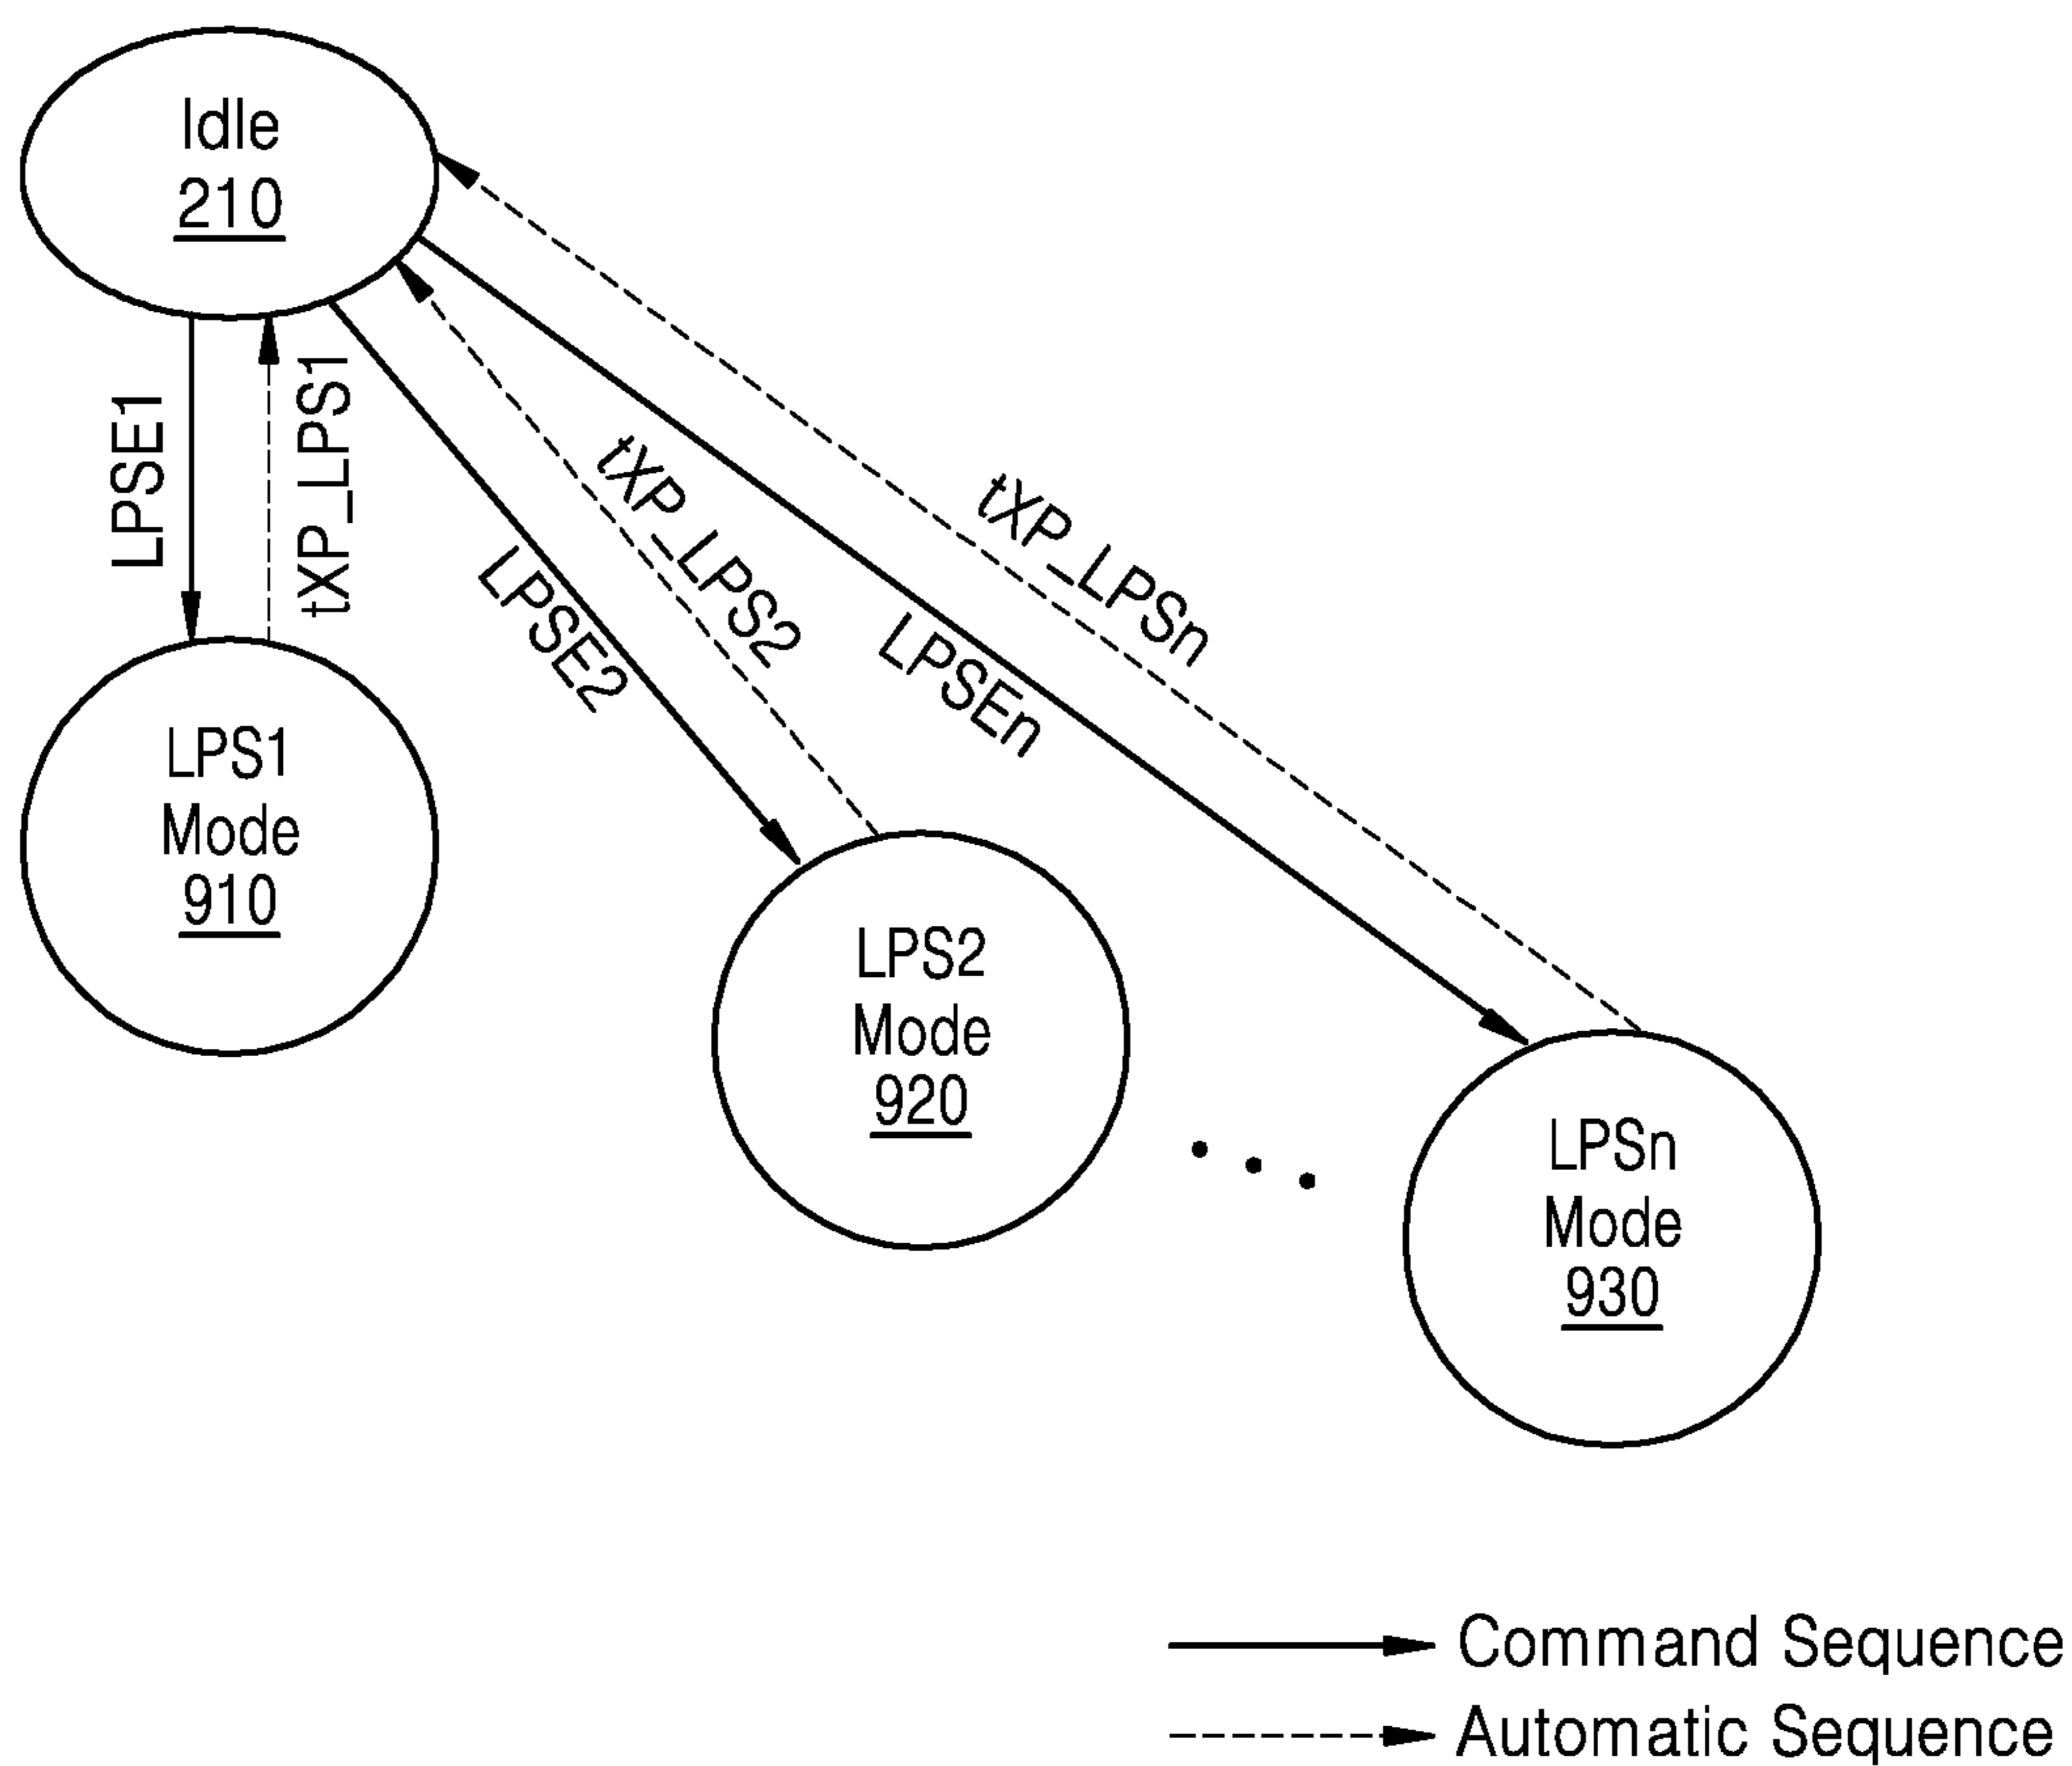 Idle
210
LPSE1
tXP_LPS1
LPSE2
tXP_LPS2
LPSEn
tXP_LPSn
LPS1
Mode
910
LPS2
Mode
920
LPSn
Mode
930
Command Sequence
Automatic Sequence